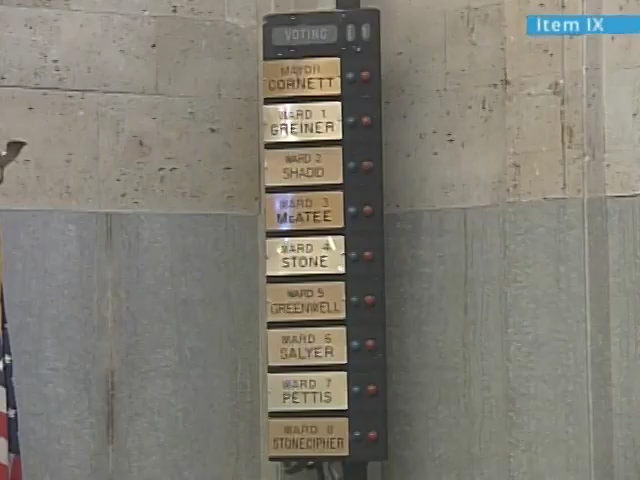 Item IX
VOTING
MAYOR
CORNETT
WARD 1
GREINER
WARD 2
SHADID
WARD 3
McATEE
WARD 4
STONE
WARD 5
GREENWELL
WARD 6
SALYER
WARD 7
PETTIS
WARD 8
STONECIPHER